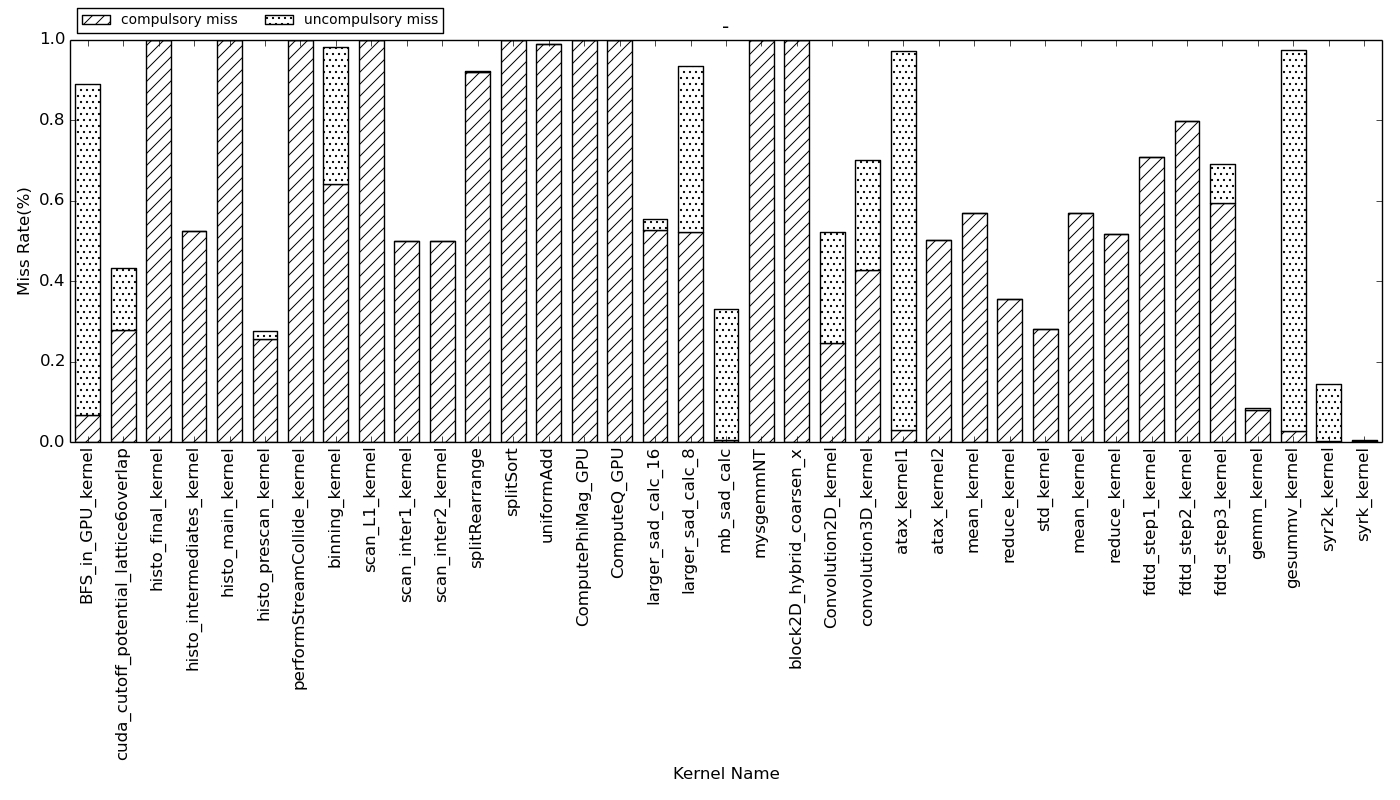 compulsory miss
uncompulsory miss
-
1.0
0.8
0.6
0.4
0.2
0.0
Miss Rate(%)
BFS_in_GPU_kernel
cuda_cutoff_potential_lattice6overlap
histo_final_kernel
histo_intermediates_kernel
histo_main_kernel
histo_prescan_kernel
performStreamCollide_kernel
binning_kernel
scan_L1_kernel
scan_inter1_kernel
scan_inter2_kernel
splitRearrange
splitSort
uniformAdd
ComputePhiMag_GPU
ComputeQ_GPU
larger_sad_calc_16
larger_sad_calc_8
mb_sad_calc
mysgemmNT
block2D_hybrid_coarsen_x
Convolution2D_kernel
convolution3D_kernel
atax_kernel1
atax_kernel2
mean_kernel
reduce_kernel
std_kernel
mean_kernel
reduce_kernel
fdtd_step1_kernel
fdtd_step2_kernel
fdtd_step3_kernel
gemm_kernel
gesummv_kernel
syr2k_kernel
syrk_kernel
Kernel Name